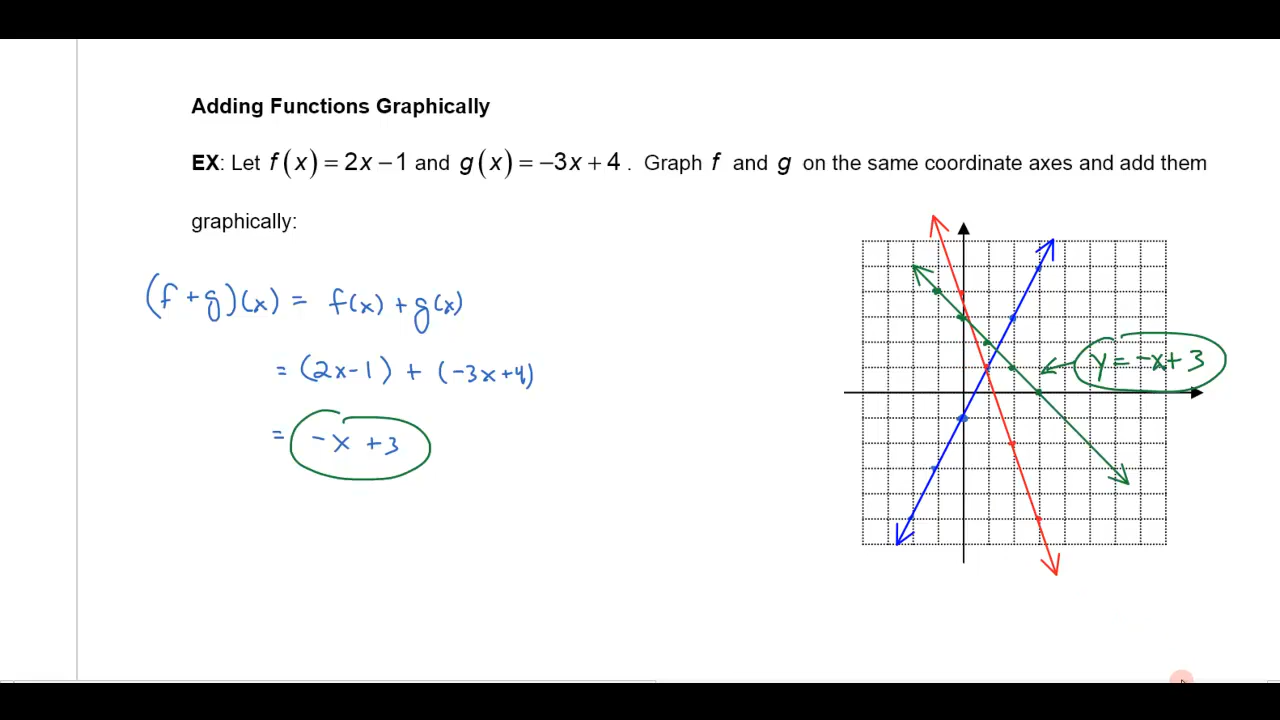 Adding Functions Graphically
EX: Let f(x) = 2x − 1 and g(x) = −3x + 4 . Graph f and g on the same coordinate axes and add them
graphically:
(f + g)(x) = f(x) + g(x)
= (2x-1) + (-3x+4)
= -x + 3
y = -x + 3